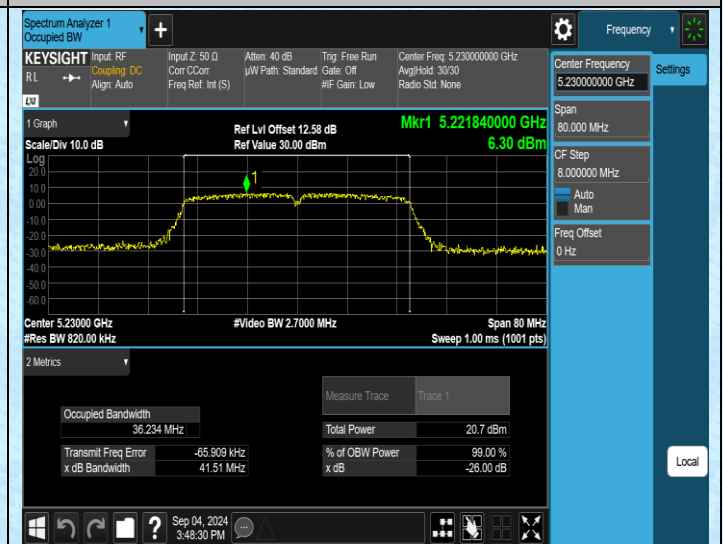 Spectrum Analyzer 1
Occupied BW
+
Frequency
KEYSIGHT
R L
LXI
Input: RF
Coupling: DC
Align: Auto
Input Z: 50 Ω
Corr CCorr
Freq Ref: Int (S)
Atten: 40 dB
µW Path: Standard
Trig: Free Run
Gate: Off
#IF Gain: Low
Center Freq: 5.230000000 GHz
Avg|Hold: 30/30
Radio Std: None
Center Frequency
5.230000000 GHz
Settings
Span
80.000 MHz
CF Step
8.000000 MHz
Auto
Man
Freq Offset
0 Hz
1 Graph
Scale/Div 10.0 dB
Ref Lvl Offset 12.58 dB
Ref Value 30.00 dBm
Mkr1 5.221840000 GHz
6.30 dBm
Log
20.0
10.0
0.00
-10.0
-20.0
-30.0
-40.0
-50.0
-60.0
1
Center 5.23000 GHz
#Res BW 820.00 kHz
#Video BW 2.7000 MHz
Span 80 MHz
Sweep 1.00 ms (1001 pts)
2 Metrics
Measure Trace
Trace 1
Occupied Bandwidth
36.234 MHz
Total Power
20.7 dBm
Transmit Freq Error
-65.909 kHz
% of OBW Power
99.00 %
x dB Bandwidth
41.51 MHz
x dB
-26.00 dB
Local
?
Sep 04, 2024
3:48:30 PM